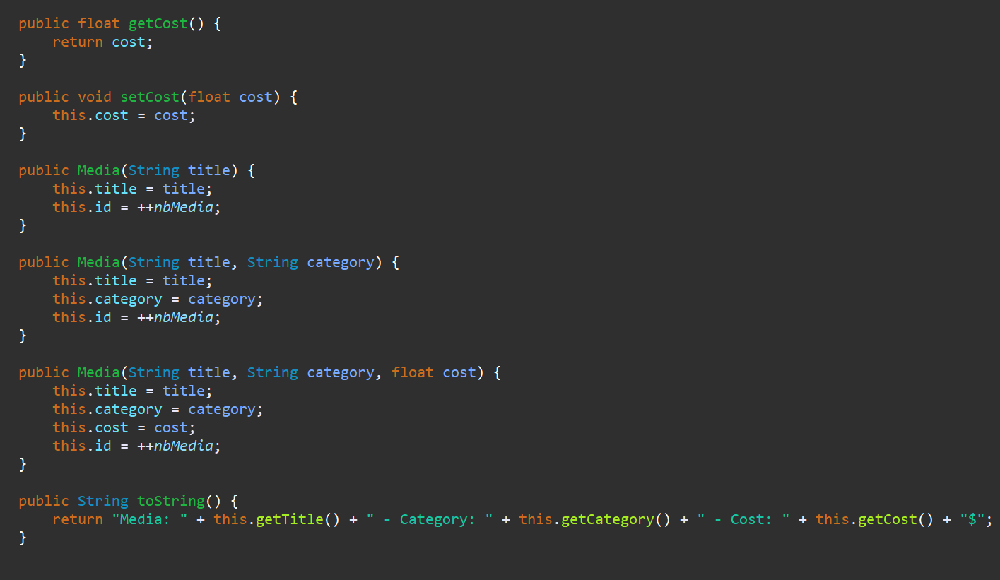 public float getCost() {
    return cost;
}

public void setCost(float cost) {
    this.cost = cost;
}

public Media(String title) {
    this.title = title;
    this.id = ++nbMedia;
}

public Media(String title, String category) {
    this.title = title;
    this.category = category;
    this.id = ++nbMedia;
}

public Media(String title, String category, float cost) {
    this.title = title;
    this.category = category;
    this.cost = cost;
    this.id = ++nbMedia;
}

public String toString() {
    return "Media: " + this.getTitle() + " - Category: " + this.getCategory() + " - Cost: " + this.getCost() + "$";
}